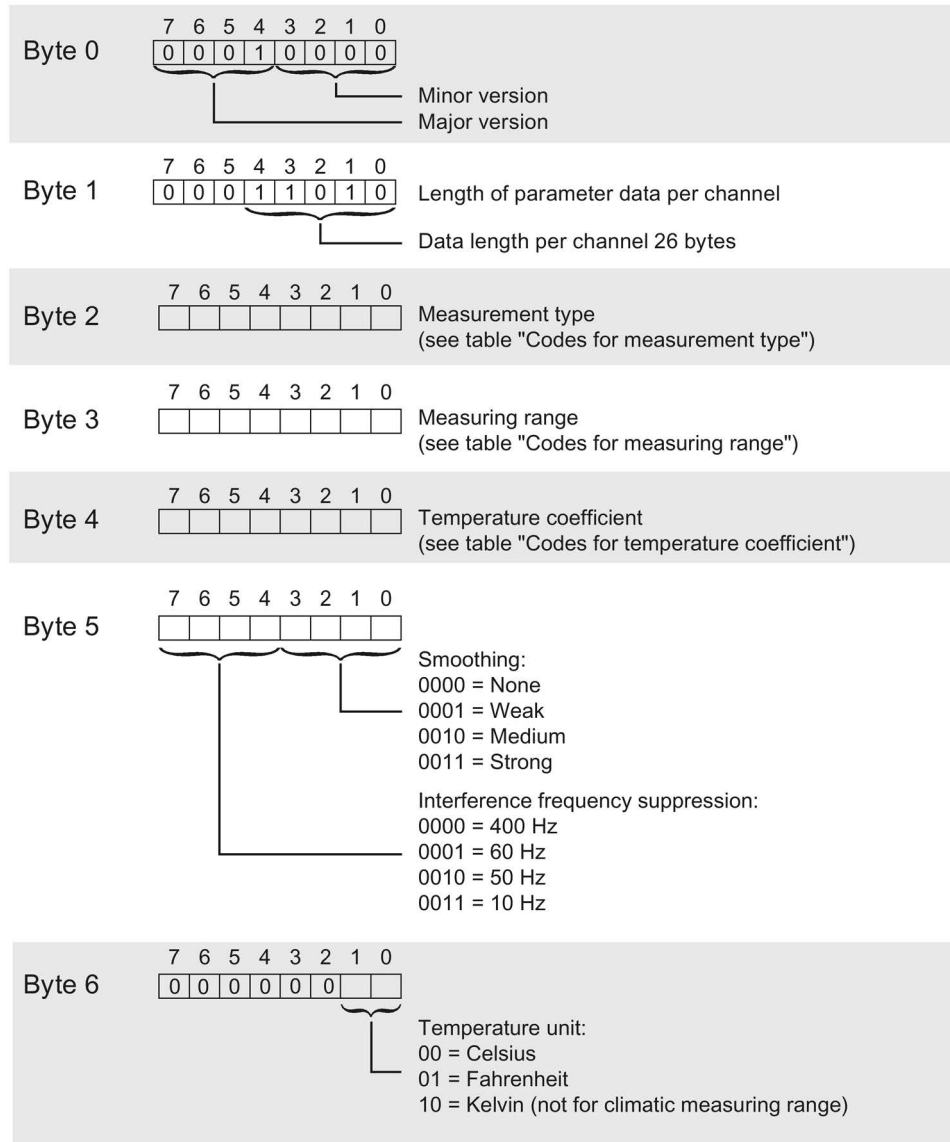 7 6 5 4 3 2 1 0
Byte 0 0 0 0 1 0 0 0 0
Minor version
Major version
7 6 5 4 3 2 1 0
Byte 1 0 0 0 1 1 0 1 0 Length of parameter data per channel
Data length per channel 26 bytes
7 6 5 4 3 2 1 0
Byte 2 Measurement type
(see table "Codes for measurement type")
7 6 5 4 3 2 1 0
Byte 3 Measuring range
(see table "Codes for measuring range")
7 6 5 4 3 2 1 0
Byte 4 Temperature coefficient
(see table "Codes for temperature coefficient")
7 6 5 4 3 2 1 0
Byte 5
Smoothing:
0000 = None
0001 = Weak
0010 = Medium
0011 = Strong
Interference frequency suppression:
0000 = 400 Hz
0001 = 60 Hz
0010 = 50 Hz
0011 = 10 Hz
7 6 5 4 3 2 1 0
Byte 6 0 0 0 0 0 0
Temperature unit:
00 = Celsius
01 = Fahrenheit
10 = Kelvin (not for climatic measuring range)